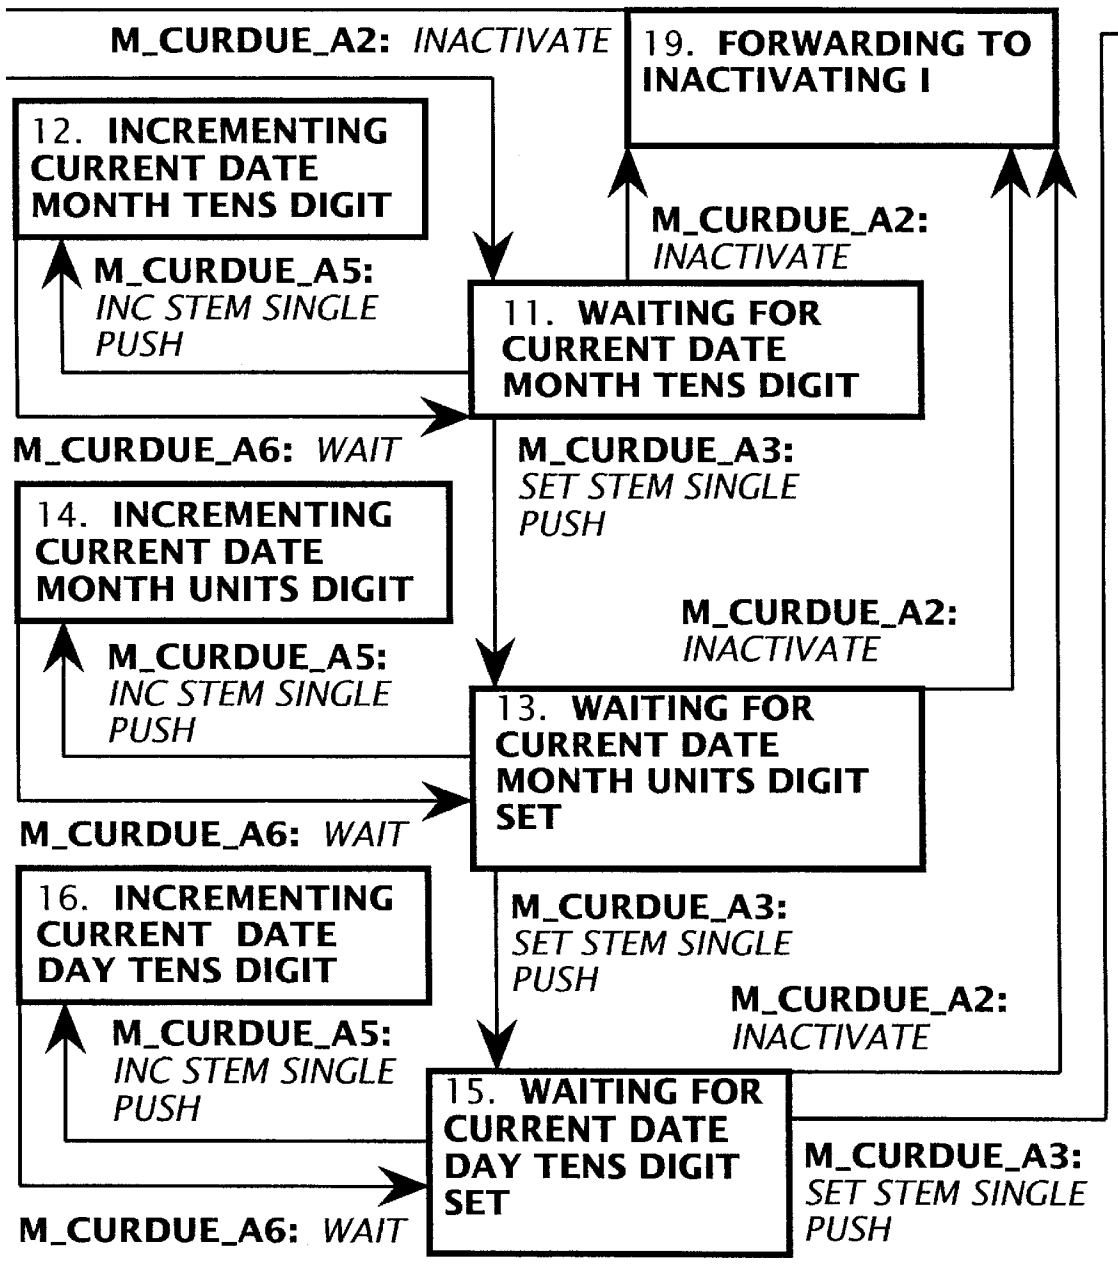 M_CURDUE_A2: INACTIVATE
19. FORWARDING TO
INACTIVATING I
12. INCREMENTING
CURRENT DATE
MONTH TENS DIGIT
M_CURDUE_A2:
INACTIVATE
M_CURDUE_A5:
INC STEM SINGLE
PUSH
11. WAITING FOR
CURRENT DATE
MONTH TENS DIGIT
M_CURDUE_A6: WAIT
M_CURDUE_A3:
SET STEM SINGLE
PUSH
14. INCREMENTING
CURRENT DATE
MONTH UNITS DIGIT
M_CURDUE_A2:
INACTIVATE
M_CURDUE_A5:
INC STEM SINGLE
PUSH
13. WAITING FOR
CURRENT DATE
MONTH UNITS DIGIT
SET
M_CURDUE_A6: WAIT
M_CURDUE_A3:
SET STEM SINGLE
PUSH
16. INCREMENTING
CURRENT DATE
DAY TENS DIGIT
M_CURDUE_A2:
INACTIVATE
M_CURDUE_A5:
INC STEM SINGLE
PUSH
15. WAITING FOR
CURRENT DATE
DAY TENS DIGIT
SET
M_CURDUE_A3:
SET STEM SINGLE
PUSH
M_CURDUE_A6: WAIT